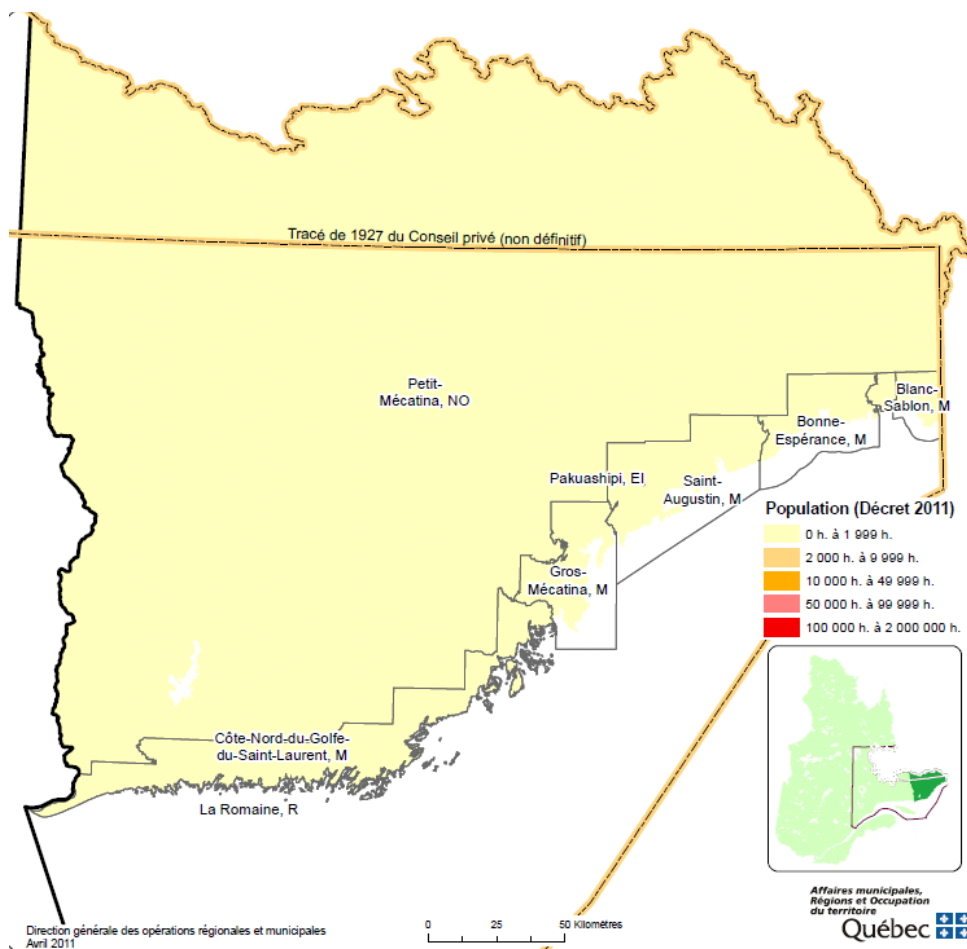 Tracé de 1927 du Conseil privé (non définitif)
Petit-
Mécatina, NO
Blanc-
Sablon, M
Bonne-
Espérance, M
Pakuashipi, EI
Saint-
Augustin, M
Gros-
Mécatina, M
Côte-Nord-du-Golfe-
du-Saint-Laurent, M
La Romaine, R
Population (Décret 2011)
0 h. à 1 999 h.
2 000 h. à 9 999 h.
10 000 h. à 49 999 h.
50 000 h. à 99 999 h.
100 000 h. à 2 000 000 h.
Affaires municipales,
Régions et Occupation
du territoire
Québec
0 25 50 Kilomètres
Direction générale des opérations régionales et municipales
Avril 2011